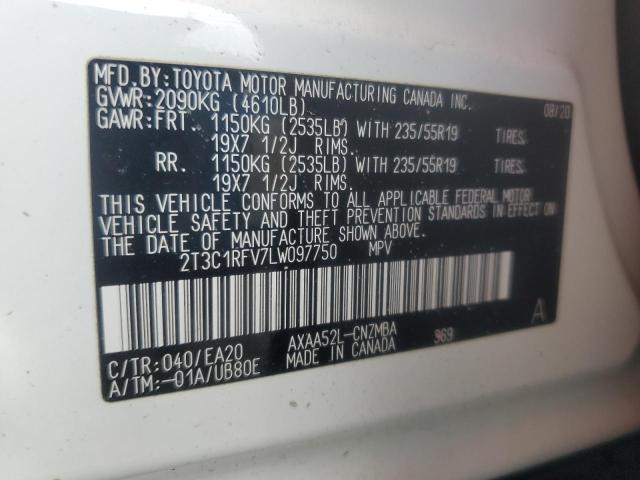 MFD.BY:TOYOTA MOTOR MANUFACTURING CANADA INC.
GVWR:2090KG (4610LB) 08/20
GAWR:FRT. 1150KG (2535LB) WITH 235/55R19 TIRES,
19X7 1/2J RIMS.
RR. 1150KG (2535LB) WITH 235/55R19 TIRES,
19X7 1/2J RIMS.
THIS VEHICLE CONFORMS TO ALL APPLICABLE FEDERAL MOTOR
VEHICLE SAFETY AND THEFT PREVENTION STANDARDS IN EFFECT ON
THE DATE OF MANUFACTURE SHOWN ABOVE.
2T3C1RFV7LW097750 MPV
C/TR:040/EA20 AXAA52L-CNZMBA 969 A
A/TM:-01A/UB80E MADE IN CANADA